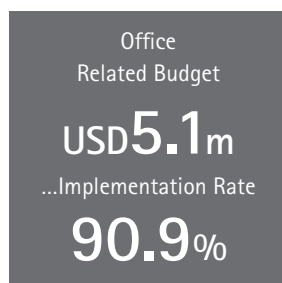 Office
Related Budget
USD5.1m
...Implementation Rate
90.9%